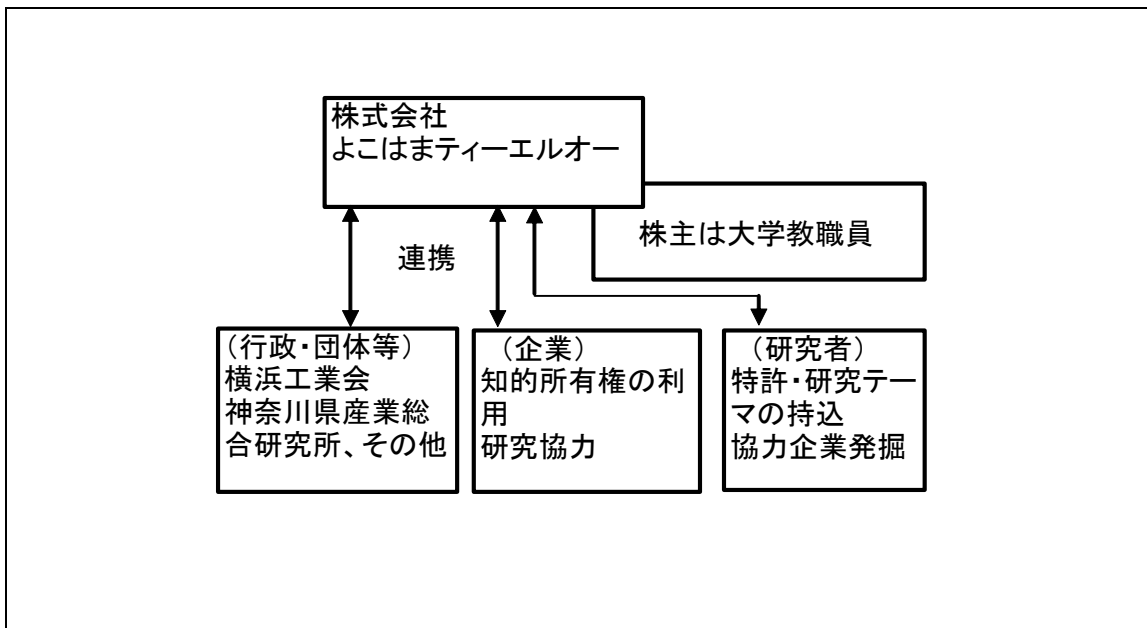 株式会社
よこはまティーエルオー
株主は大学教職員
連携
(行政・団体等)
横浜工業会
神奈川県産業総
合研究所、その他
(企業)
知的所有権の利
用
研究協力
(研究者)
特許・研究テー
マの持込
協力企業発掘